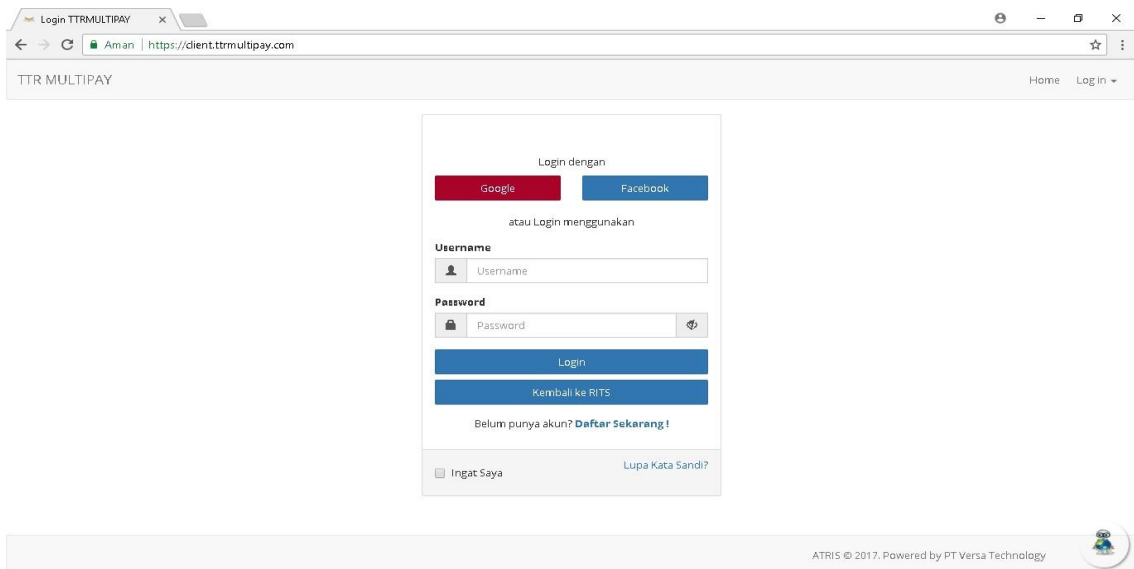 Login TTRMULTIPAY
Aman | https://client.ttrmultipay.com
TTR MULTIPAY
Home Log in
Login dengan
Google Facebook
atau Login menggunakan
Username
Username
Password
Password
Login
Kembali ke RITS
Belum punya akun? Daftar Sekarang !
Ingat Saya Lupa Kata Sandi?
ATRIS © 2017. Powered by PT Versa Technology